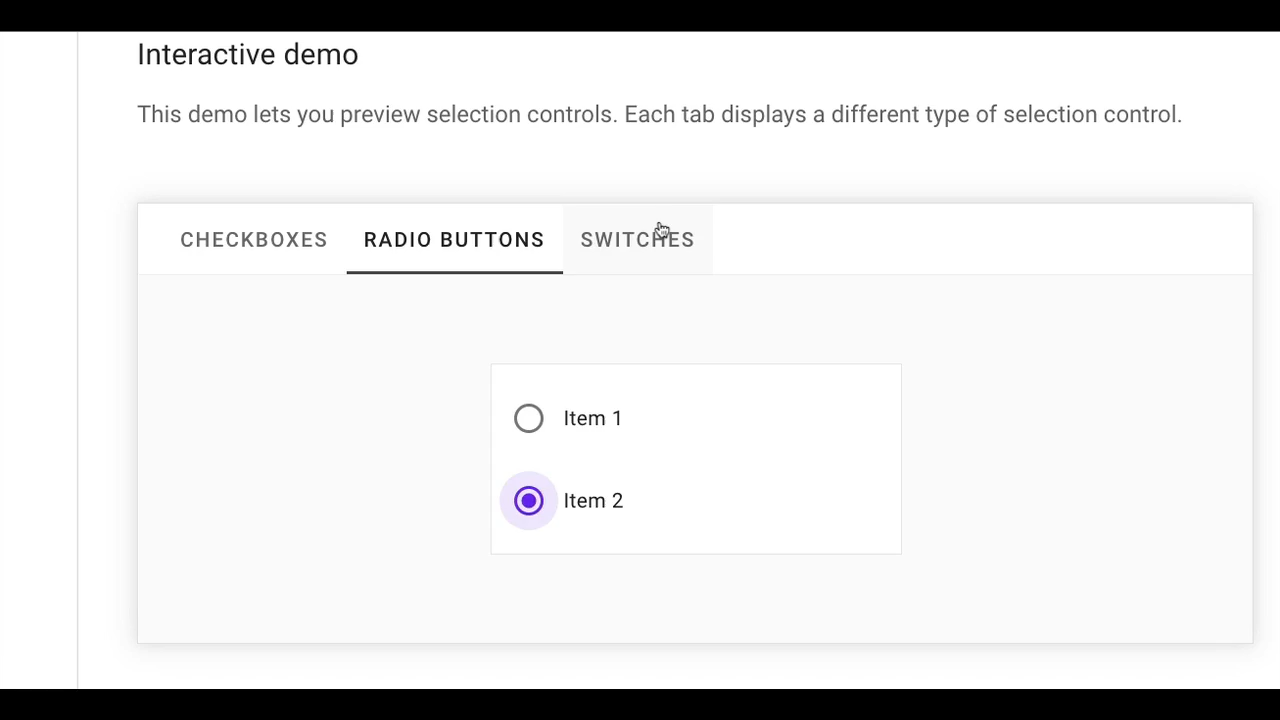 Interactive demo
This demo lets you preview selection controls. Each tab displays a different type of selection control.
CHECKBOXES RADIO BUTTONS SWITCHES
Item 1
Item 2